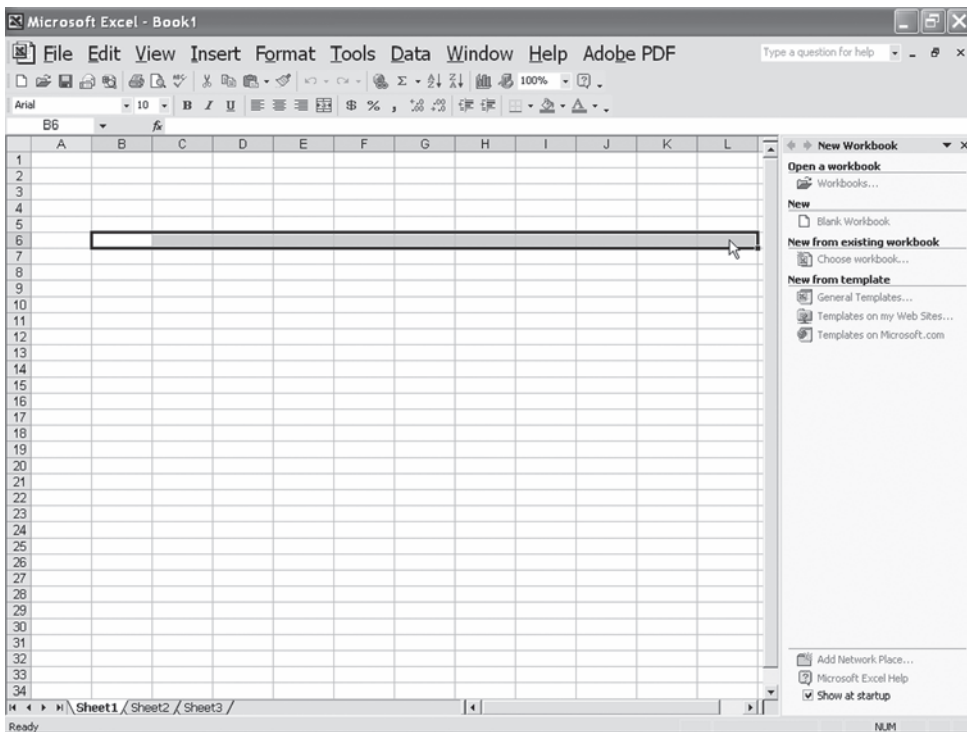 Microsoft Excel - Book1
File Edit View Insert Format Tools Data Window Help Adobe PDF
Type a question for help
100%
Arial 10 B I U $ % ,
B6 fx
A B C D E F G H I J K L
1
2
3
4
5
6
7
8
9
10
11
12
13
14
15
16
17
18
19
20
21
22
23
24
25
26
27
28
29
30
31
32
33
34
New Workbook
Open a workbook
Workbooks...
New
Blank Workbook
New from existing workbook
Choose workbook...
New from template
General Templates...
Templates on my Web Sites...
Templates on Microsoft.com
Add Network Place...
Microsoft Excel Help
Show at startup
Sheet1 Sheet2 Sheet3
Ready NUM